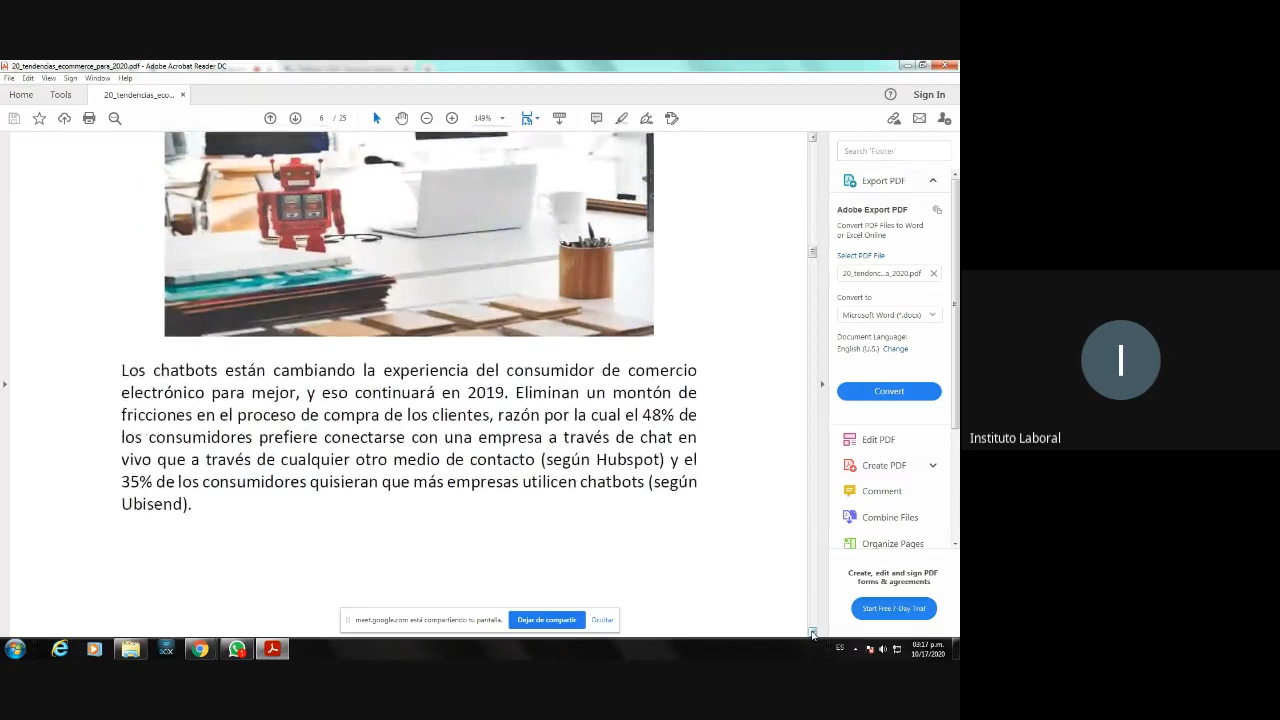 20_tendencias_ecommerce_para_2020.pdf - Adobe Acrobat Reader DC
File Edit View Sign Window Help
Home Tools 20_tendencias_eco... × Sign In
6 / 25 149%
Search 'Footer'
Export PDF
Adobe Export PDF
Convert PDF Files to Word
or Excel Online
Select PDF File
20_tendenc...a_2020.pdf
Convert to
Microsoft Word (*.docx)
Document Language:
English (U.S.) Change
Convert
Edit PDF
Create PDF
Comment
Combine Files
Organize Pages
Create, edit and sign PDF
forms & agreements
Start Free 7-Day Trial
Los chatbots están cambiando la experiencia del consumidor de comercio
electrónico para mejor, y eso continuará en 2019. Eliminan un montón de
fricciones en el proceso de compra de los clientes, razón por la cual el 48% de
los consumidores prefiere conectarse con una empresa a través de chat en
vivo que a través de cualquier otro medio de contacto (según Hubspot) y el
35% de los consumidores quisieran que más empresas utilicen chatbots (según
Ubisend).
meet.google.com está compartiendo tu pantalla. Dejar de compartir Ocultar
3CX
ES
03:17 p.m.
10/17/2020
I
Instituto Laboral